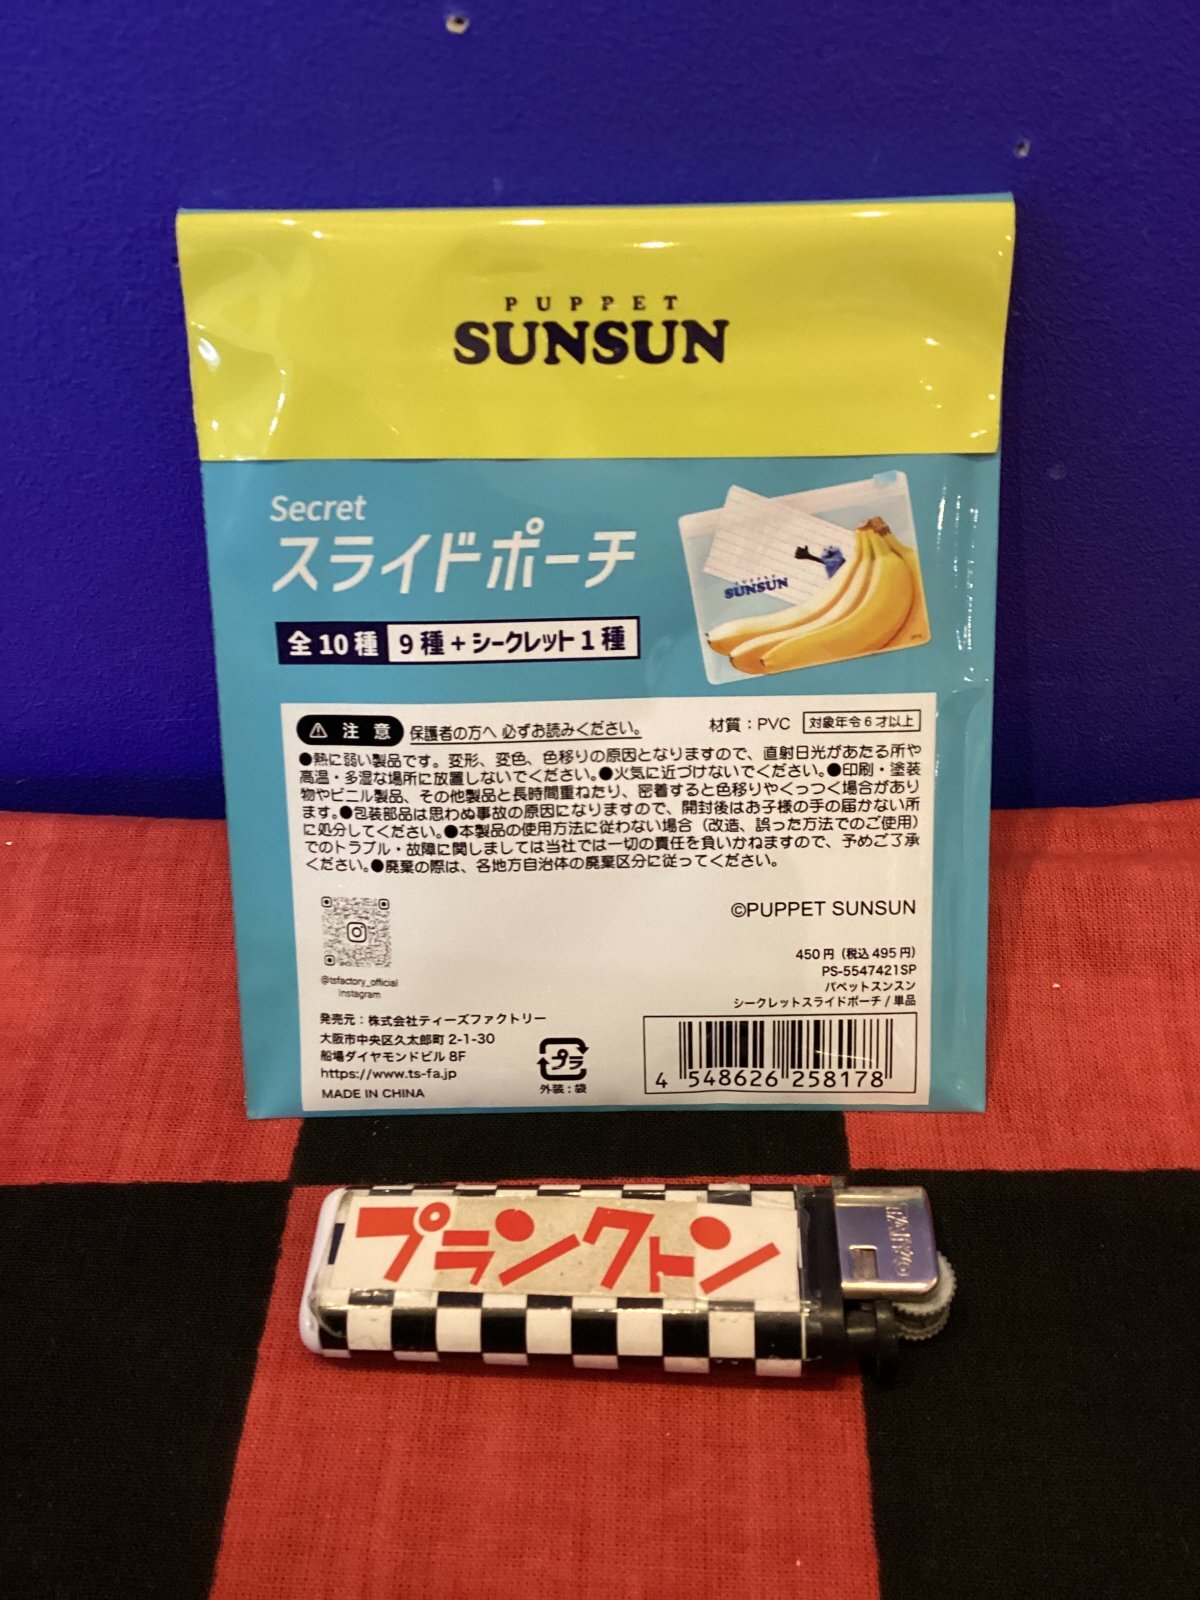 PUPPET
SUNSUN
Secret
スライドポーチ
全10種 9種+シークレット1種
PUPPET
SUNSUN
注意 保護者の方へ 必ずお読みください。 材質：PVC 対象年令6才以上
●熱に弱い製品です。変形、変色、色移りの原因となりますので、直射日光があたる所や
高温・多湿な場所に放置しないでください。●火気に近づけないでください。●印刷・塗装
物やビニル製品、その他製品と長時間重ねたり、密着すると色移りやくっつく場合があり
ます。●包装部品は思わぬ事故の原因になりますので、開封後はお子様の手の届かない所
に処分してください。●本製品の使用方法に従わない場合（改造、誤った方法でのご使用）
でのトラブル・故障に関しましては当社では一切の責任を負いかねますので、予めご了承
ください。●廃棄の際は、各地方自治体の廃棄区分に従ってください。
©PUPPET SUNSUN
@tsfactory_official
Instagram
450円（税込495円）
PS-5547421SP
パペットスンスン
シークレットスライドポーチ / 単品
発売元：株式会社ティーズファクトリー
大阪市中央区久太郎町 2-1-30
船場ダイヤモンドビル 8F
https://www.ts-fa.jp
MADE IN CHINA
プラ
外装：袋
4 548626 258178
プランクトン